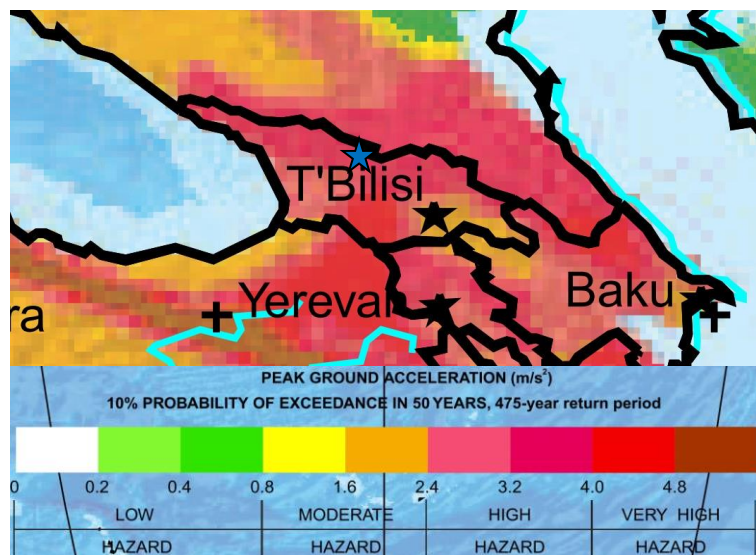 T'Bilisi
Yerevan
Baku
ra
PEAK GROUND ACCELERATION (m/s²)
10% PROBABILITY OF EXCEEDANCE IN 50 YEARS, 475-year return period
0 0.2 0.4 0.8 1.6 2.4 3.2 4.0 4.8
LOW MODERATE HIGH VERY HIGH
HAZARD HAZARD HAZARD HAZARD